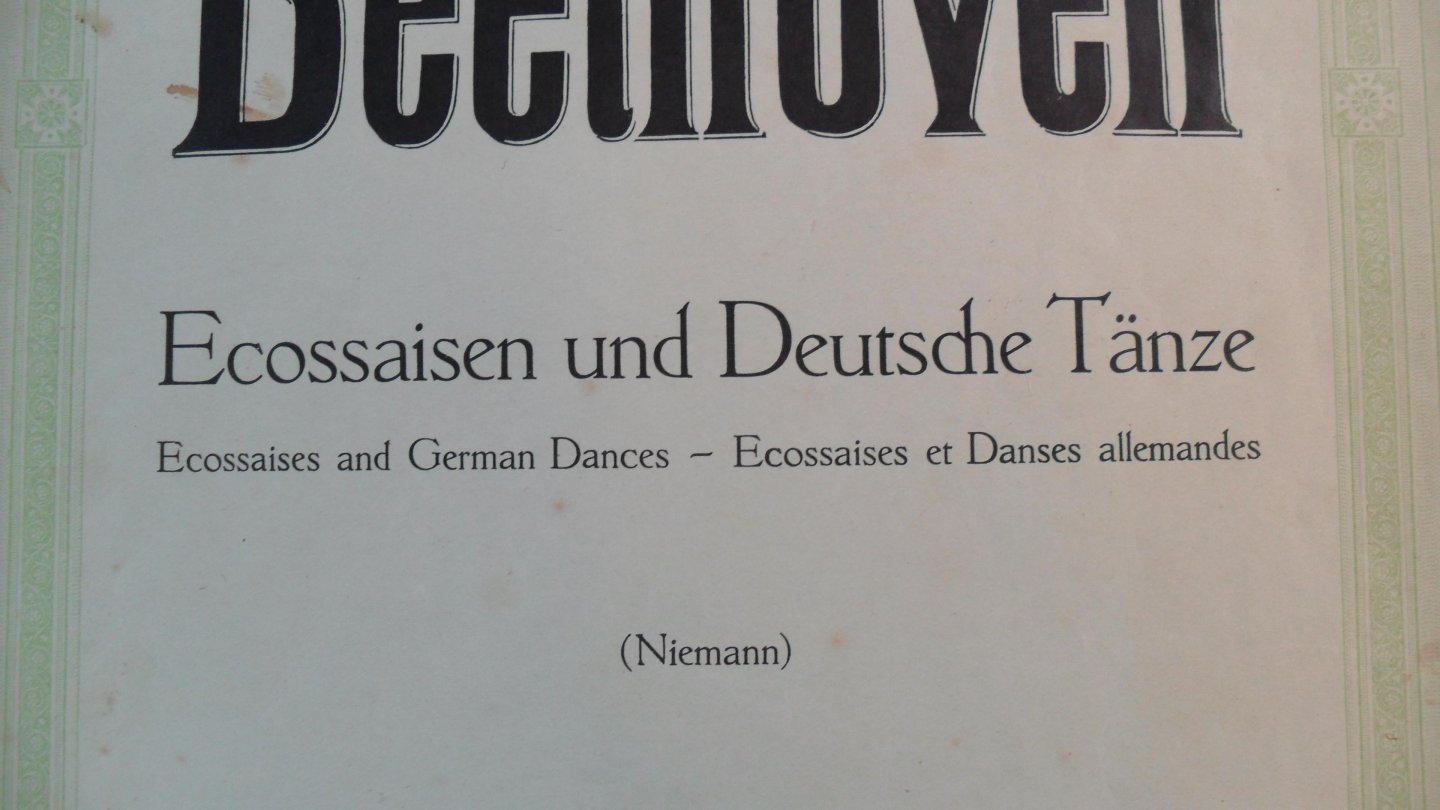 Beethoven
Ecossaisen und Deutsche Tänze
Ecossaises and German Dances – Ecossaises et Danses allemandes
(Niemann)